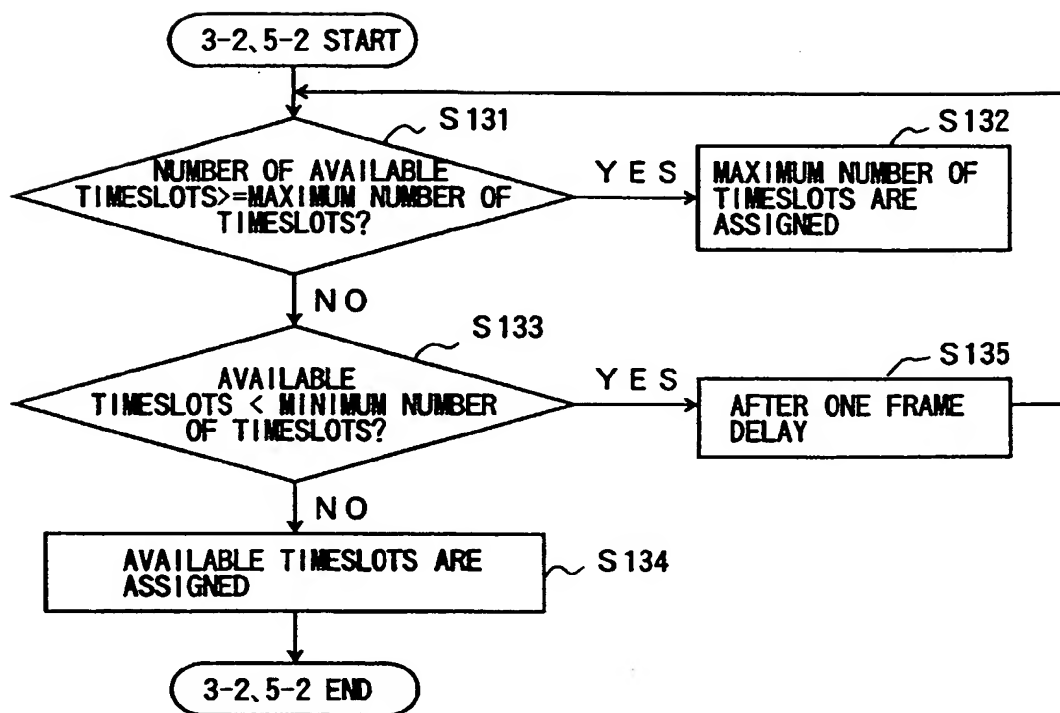 3-2、5-2 START
S131
NUMBER OF AVAILABLE
TIMESLOTS>=MAXIMUM NUMBER OF
TIMESLOTS?
YES
S132
MAXIMUM NUMBER OF
TIMESLOTS ARE
ASSIGNED
NO
S133
AVAILABLE
TIMESLOTS < MINIMUM NUMBER
OF TIMESLOTS?
YES
S135
AFTER ONE FRAME
DELAY
NO
AVAILABLE TIMESLOTS ARE
ASSIGNED
S134
3-2、5-2 END